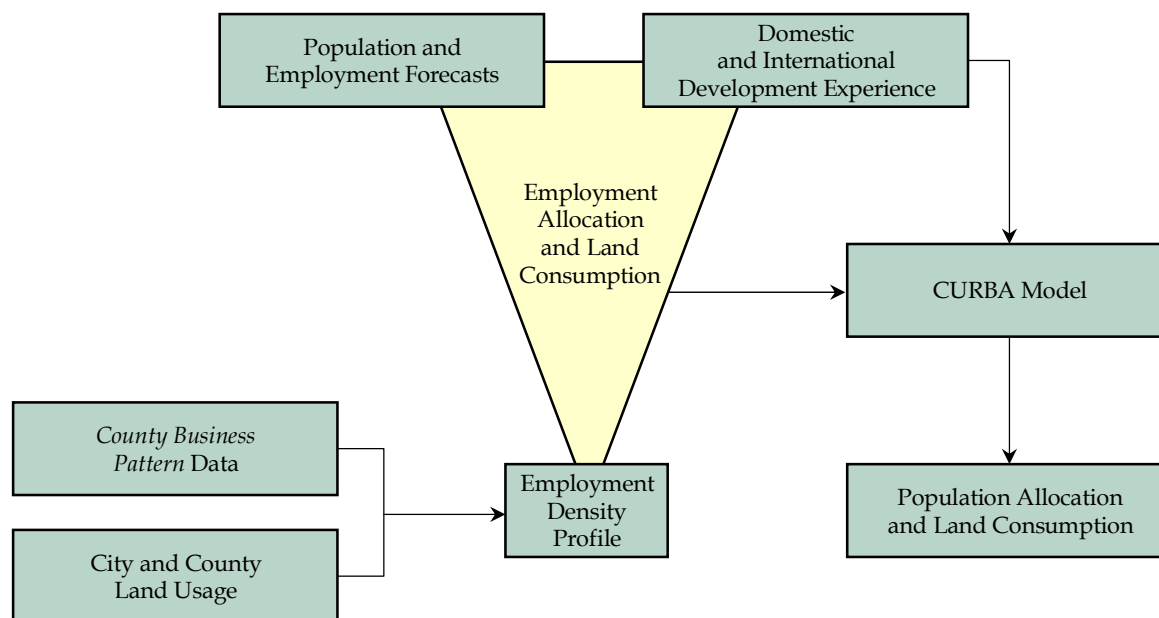 Population and
Employment Forecasts
Domestic
and International
Development Experience
Employment
Allocation
and Land
Consumption
CURBA Model
County Business
Pattern Data
Employment
Density
Profile
Population Allocation
and Land Consumption
City and County
Land Usage